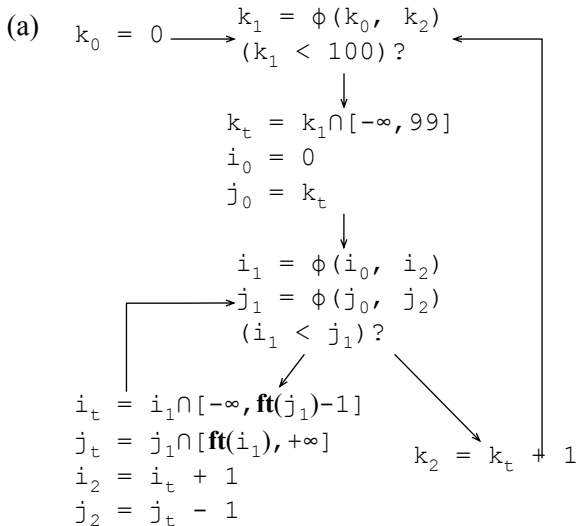 (a)
k₀ = 0
k₁ = ϕ(k₀, k₂)
(k₁ < 100)?
kₜ = k₁∩[-∞,99]
i₀ = 0
j₀ = kₜ
i₁ = ϕ(i₀, i₂)
j₁ = ϕ(j₀, j₂)
(i₁ < j₁)?
iₜ = i₁∩[-∞,ft(j₁)-1]
jₜ = j₁∩[ft(i₁),+∞]
i₂ = iₜ + 1
j₂ = jₜ - 1
k₂ = kₜ + 1